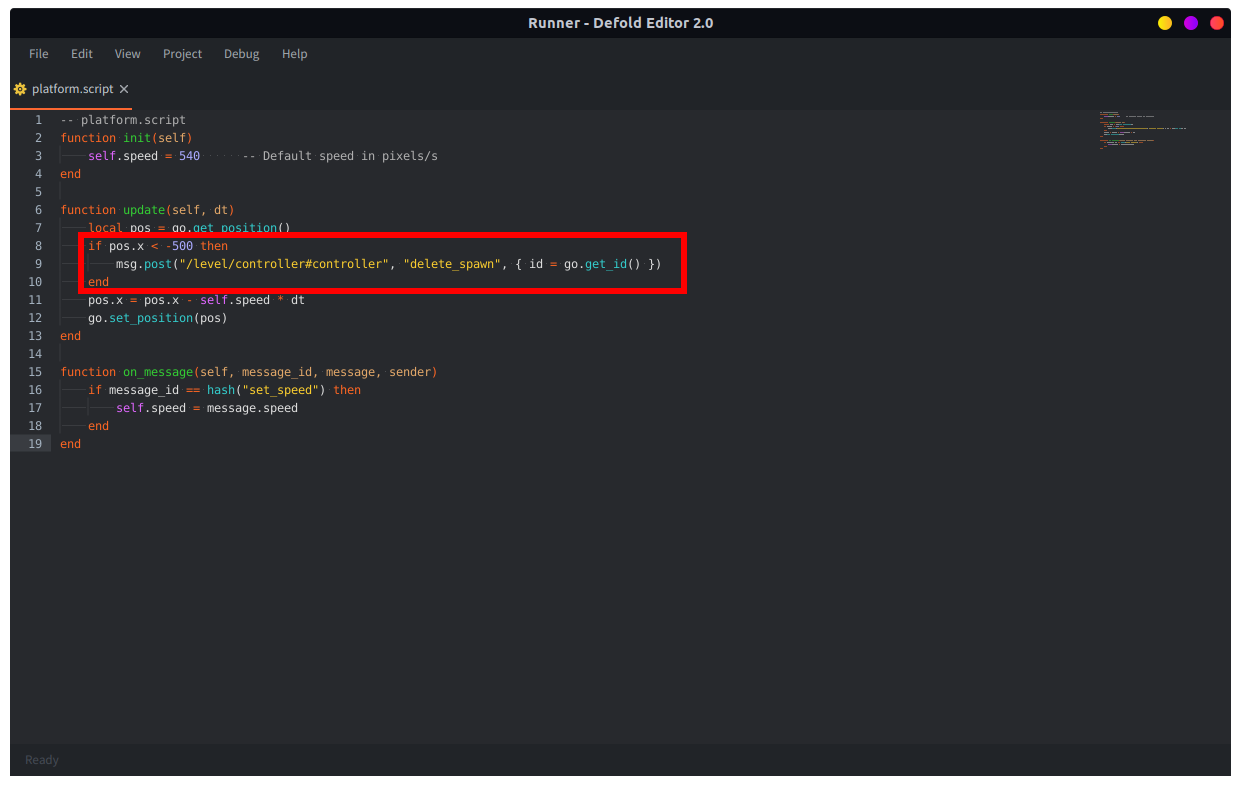 Runner - Defold Editor 2.0
File Edit View Project Debug Help
platform.script
1 -- platform.script
2 function init(self)
3 self.speed = 540 -- Default speed in pixels/s
4 end
5
6 function update(self, dt)
7 local pos = go.get_position()
8 if pos.x < -500 then
9 msg.post("/level/controller#controller", "delete_spawn", { id = go.get_id() })
10 end
11 pos.x = pos.x - self.speed * dt
12 go.set_position(pos)
13 end
14
15 function on_message(self, message_id, message, sender)
16 if message_id == hash("set_speed") then
17 self.speed = message.speed
18 end
19 end
Ready